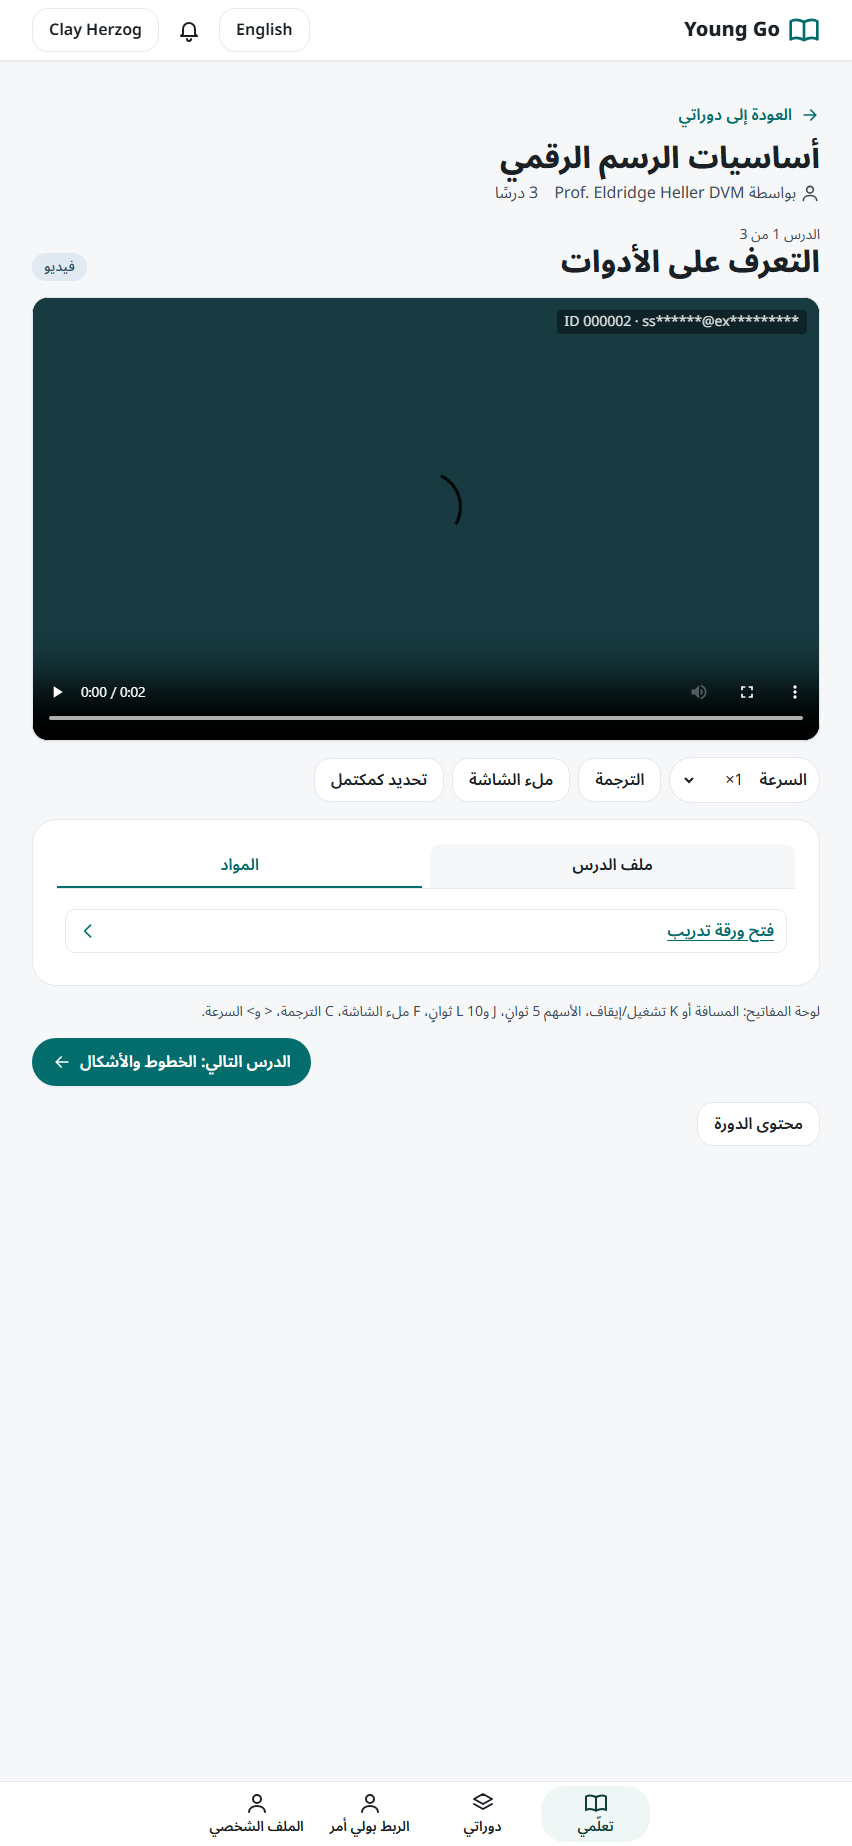 Young Go
English
Clay Herzog
العودة إلى دوراتي
أساسيات الرسم الرقمي
بواسطة Prof. Eldridge Heller DVM 3 درسًا
الدرس 1 من 3
التعرف على الأدوات
فيديو
ID 000002 · ss******@ex*********
0:00 / 0:02
السرعة 1×
الترجمة
ملء الشاشة
تحديد كمكتمل
ملف الدرس
المواد
فتح ورقة تدريب
لوحة المفاتيح: المسافة أو K تشغيل/إيقاف، الأسهم 5 ثوانٍ، J و L 10 ثوانٍ، F ملء الشاشة، C الترجمة، < و> السرعة.
الدرس التالي: الخطوط والأشكال
محتوى الدورة
تعلّمي
دوراتي
الربط بولي أمر
الملف الشخصي